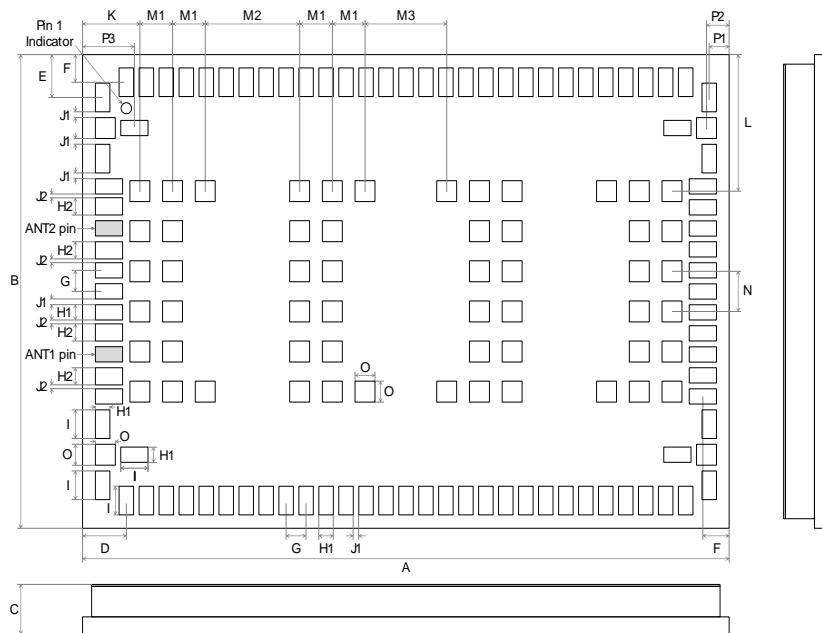 Pin 1
Indicator
K
M1
M1
M2
M1
M1
M3
P2
P3
P1
F
E
L
J1
J1
J1
J2
H2
ANT2 pin
H2
J2
G
B
N
J1
H1
J2
H2
ANT1 pin
H2
J2
O
O
H1
I
O
O
H1
I
I
I
D
G
H1
J1
F
A
C